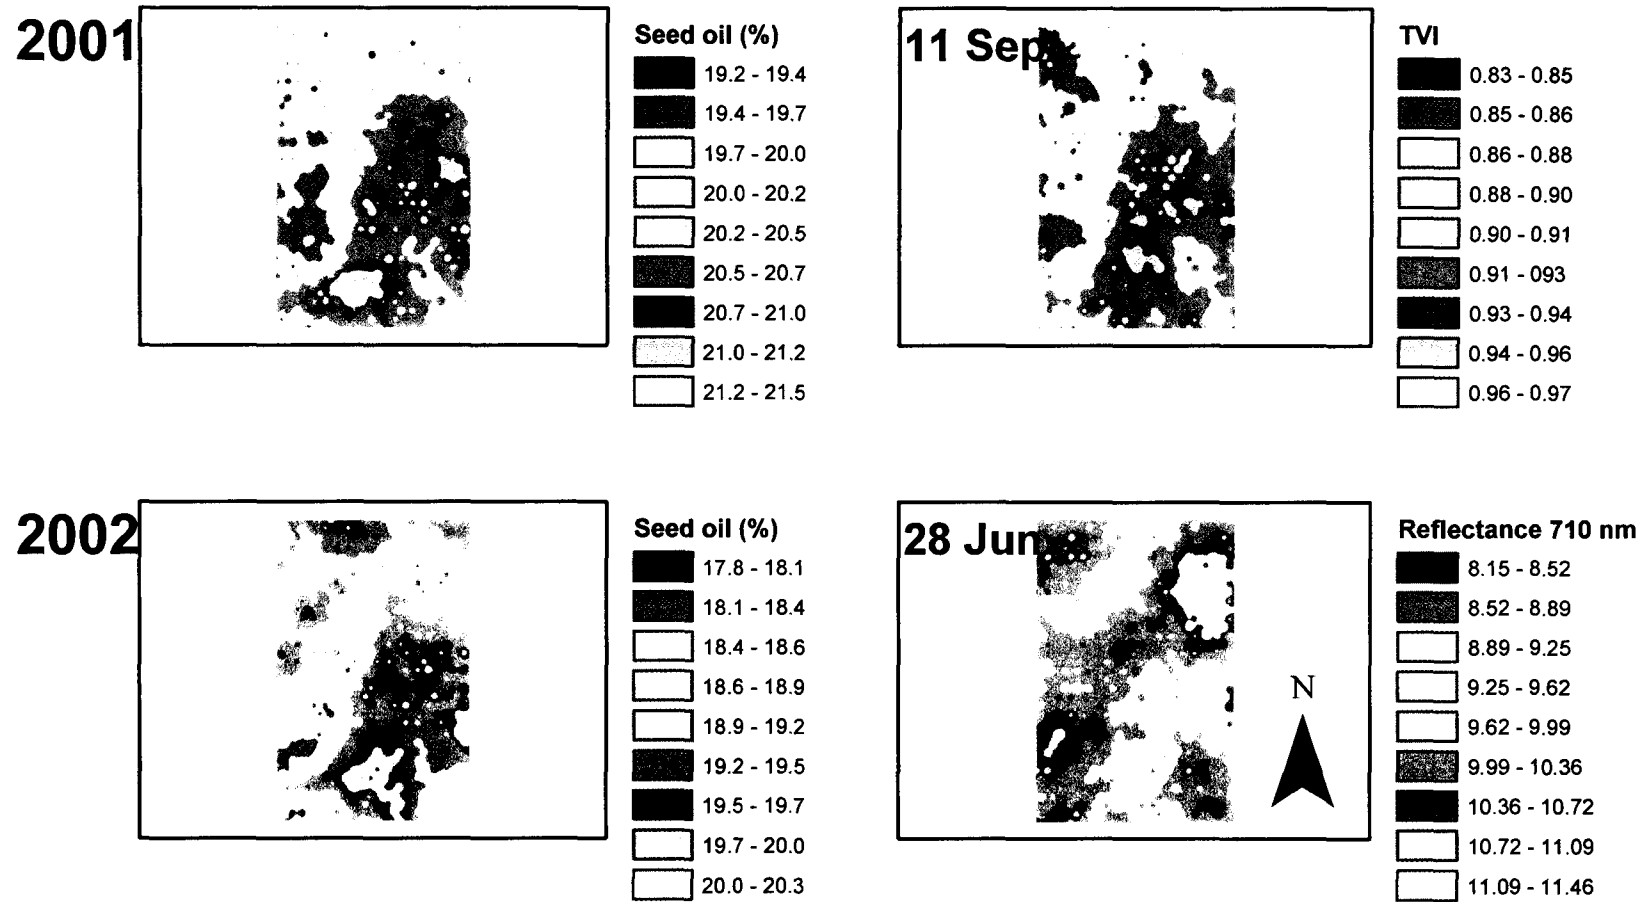 2001
Seed oil (%)
19.2 - 19.4
19.4 - 19.7
19.7 - 20.0
20.0 - 20.2
20.2 - 20.5
20.5 - 20.7
20.7 - 21.0
21.0 - 21.2
21.2 - 21.5
11 Sep
TVI
0.83 - 0.85
0.85 - 0.86
0.86 - 0.88
0.88 - 0.90
0.90 - 0.91
0.91 - 093
0.93 - 0.94
0.94 - 0.96
0.96 - 0.97
2002
Seed oil (%)
17.8 - 18.1
18.1 - 18.4
18.4 - 18.6
18.6 - 18.9
18.9 - 19.2
19.2 - 19.5
19.5 - 19.7
19.7 - 20.0
20.0 - 20.3
28 Jun
N
Reflectance 710 nm
8.15 - 8.52
8.52 - 8.89
8.89 - 9.25
9.25 - 9.62
9.62 - 9.99
9.99 - 10.36
10.36 - 10.72
10.72 - 11.09
11.09 - 11.46